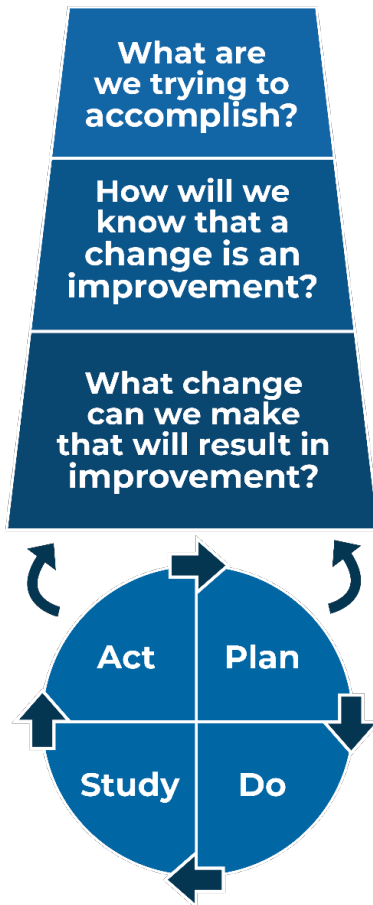 What are
we trying to
accomplish?
How will we
know that a
change is an
improvement?
What change
can we make
that will result in
improvement?
Act
Plan
Study
Do